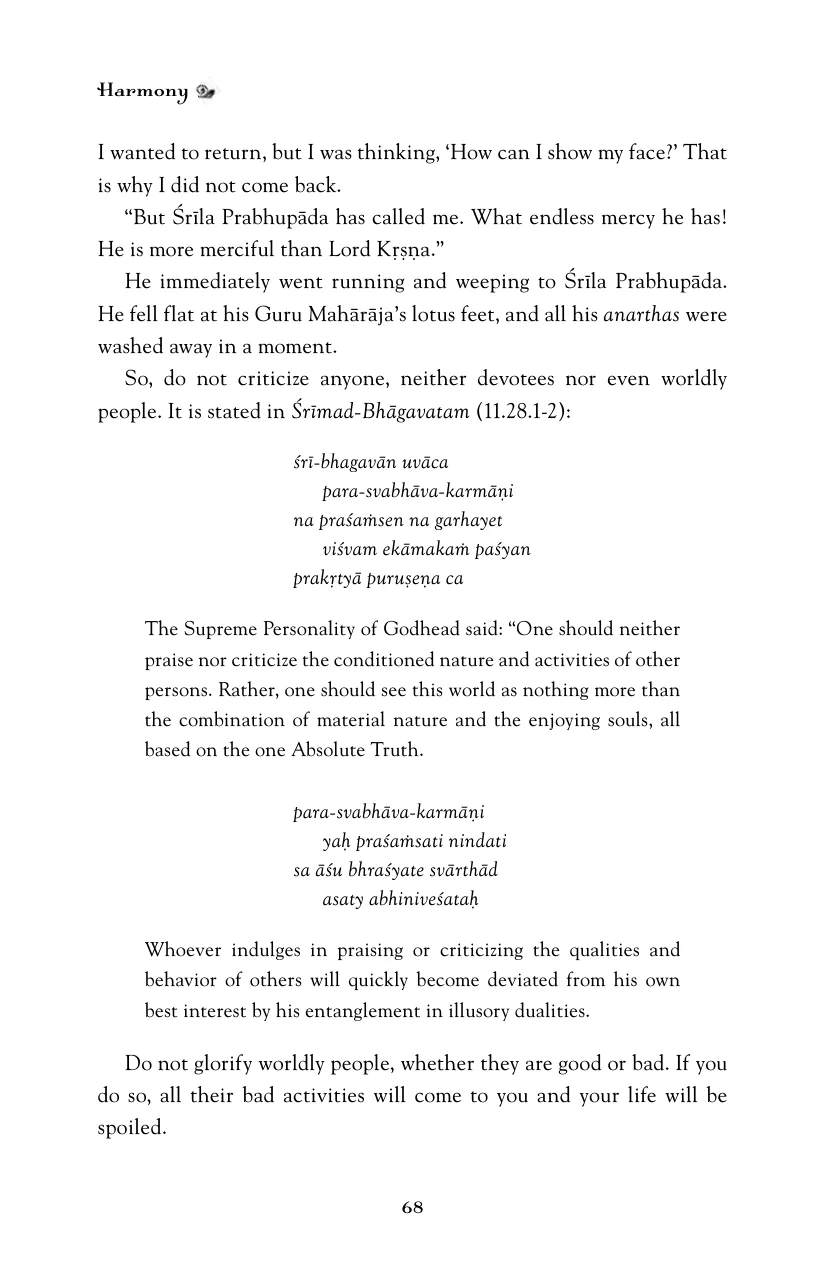 Harmony
I wanted to return, but I was thinking, ‘How can I show my face?’ That
is why I did not come back.
“But Śrīla Prabhupāda has called me. What endless mercy he has!
He is more merciful than Lord Kṛṣṇa.”
He immediately went running and weeping to Śrīla Prabhupāda.
He fell flat at his Guru Mahārāja’s lotus feet, and all his anarthas were
washed away in a moment.
So, do not criticize anyone, neither devotees nor even worldly
people. It is stated in Śrīmad-Bhāgavatam (11.28.1-2):
śrī-bhagavān uvāca
para-svabhāva-karmāṇi
na praśaṁsen na garhayet
viśvam ekāmakaṁ paśyan
prakṛtyā puruṣeṇa ca
The Supreme Personality of Godhead said: “One should neither
praise nor criticize the conditioned nature and activities of other
persons. Rather, one should see this world as nothing more than
the combination of material nature and the enjoying souls, all
based on the one Absolute Truth.
para-svabhāva-karmāṇi
yaḥ praśaṁsati nindati
sa āśu bhraśyate svārthād
asaty abhiniveśataḥ
Whoever indulges in praising or criticizing the qualities and
behavior of others will quickly become deviated from his own
best interest by his entanglement in illusory dualities.
Do not glorify worldly people, whether they are good or bad. If you
do so, all their bad activities will come to you and your life will be
spoiled.
68